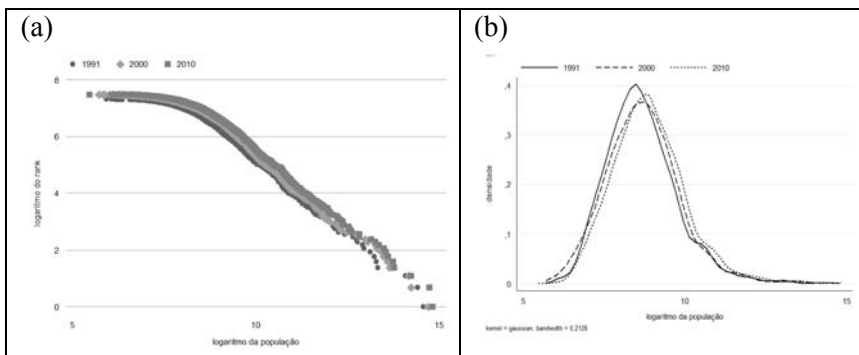 (a)
1991 2000 2010
8
6
4
2
0
logaritmo do rank
5 10 15
logaritmo da população
(b)
1991 2000 2010
,4
,3
,2
,1
0
densidade
5 10 15
logaritmo da população
kernel = gaussian, bandwidth = 0.2128